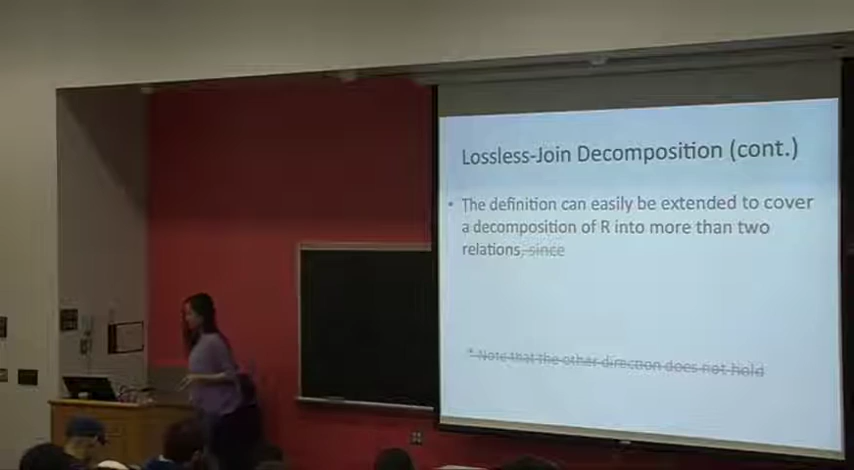 Lossless-Join Decomposition (cont.)
• The definition can easily be extended to cover
a decomposition of R into more than two
relations, since
* Note that the other direction does not hold